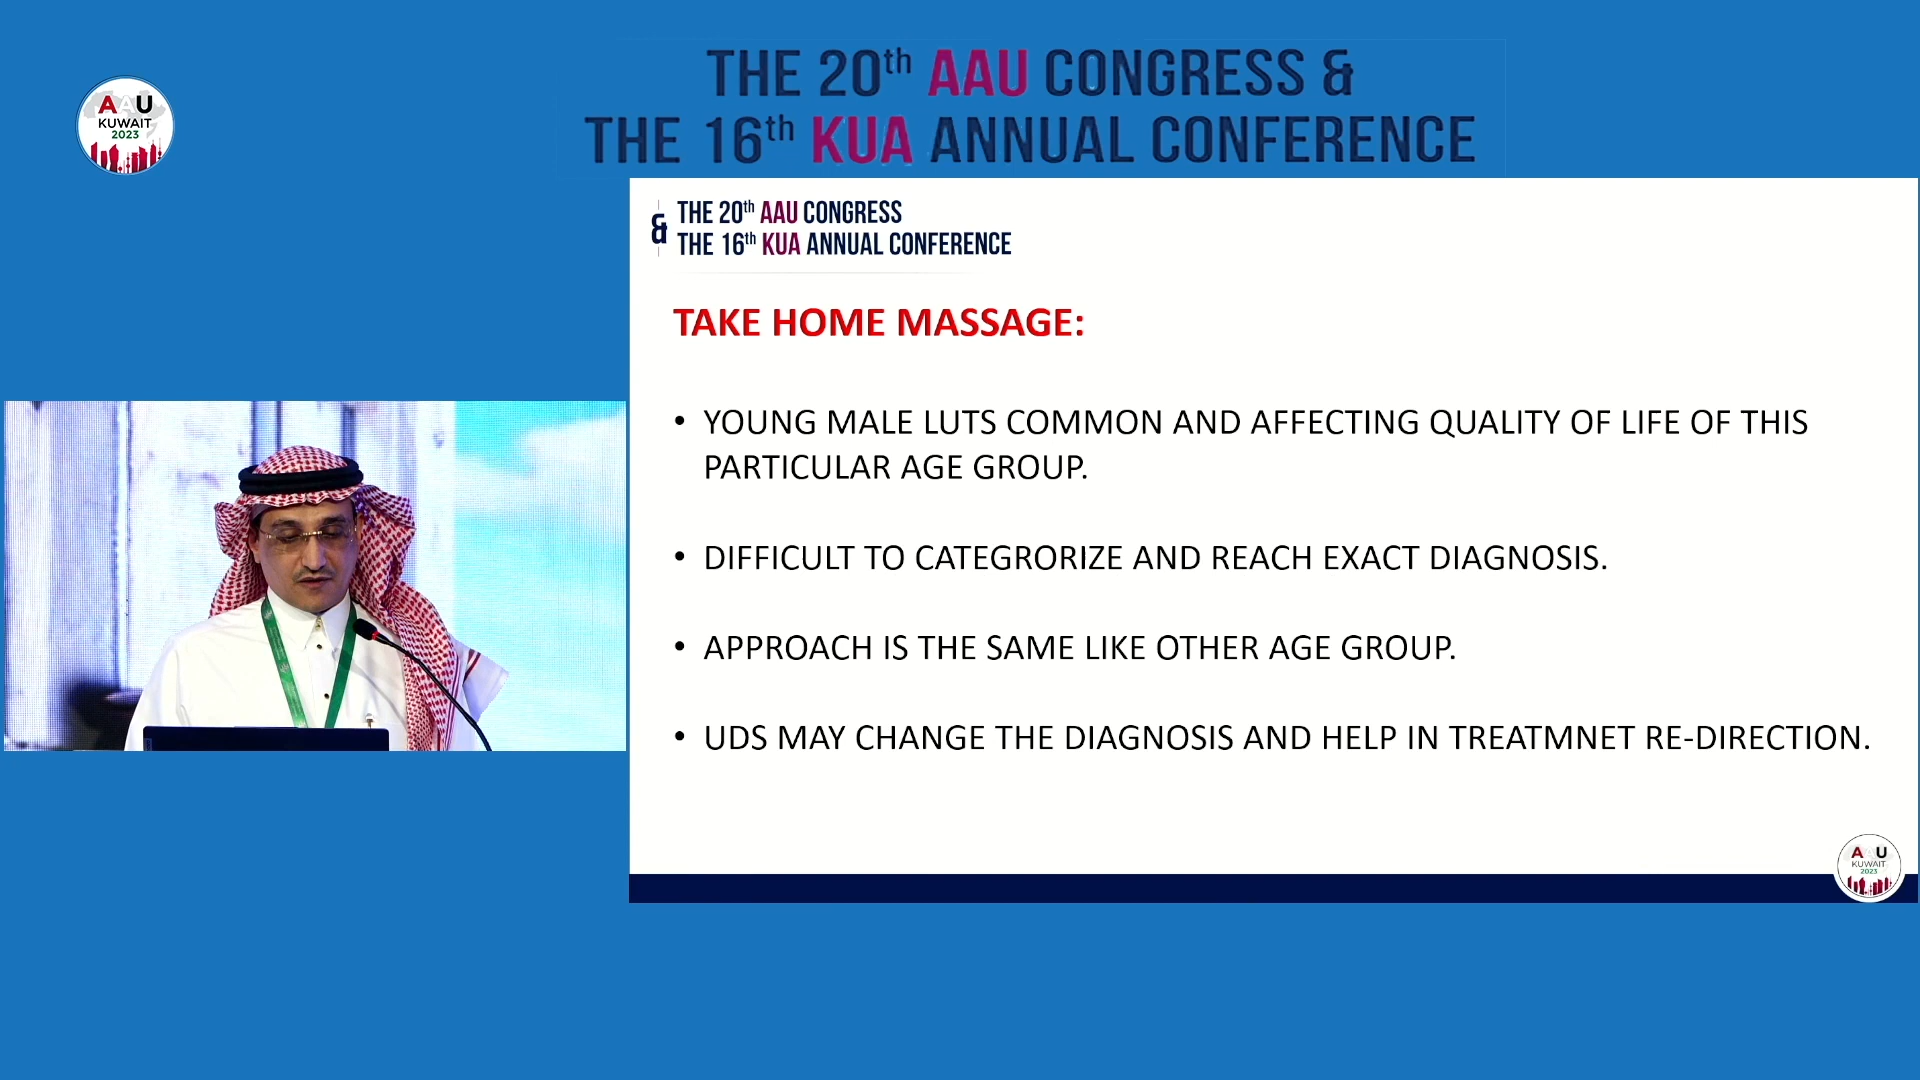 THE 20th AAU CONGRESS &
THE 16th KUA ANNUAL CONFERENCE
AAU
KUWAIT
2023
& THE 20th AAU CONGRESS
THE 16th KUA ANNUAL CONFERENCE
TAKE HOME MASSAGE:
• YOUNG MALE LUTS COMMON AND AFFECTING QUALITY OF LIFE OF THIS
PARTICULAR AGE GROUP.
• DIFFICULT TO CATEGRORIZE AND REACH EXACT DIAGNOSIS.
• APPROACH IS THE SAME LIKE OTHER AGE GROUP.
• UDS MAY CHANGE THE DIAGNOSIS AND HELP IN TREATMNET RE-DIRECTION.
AAU
KUWAIT
2023